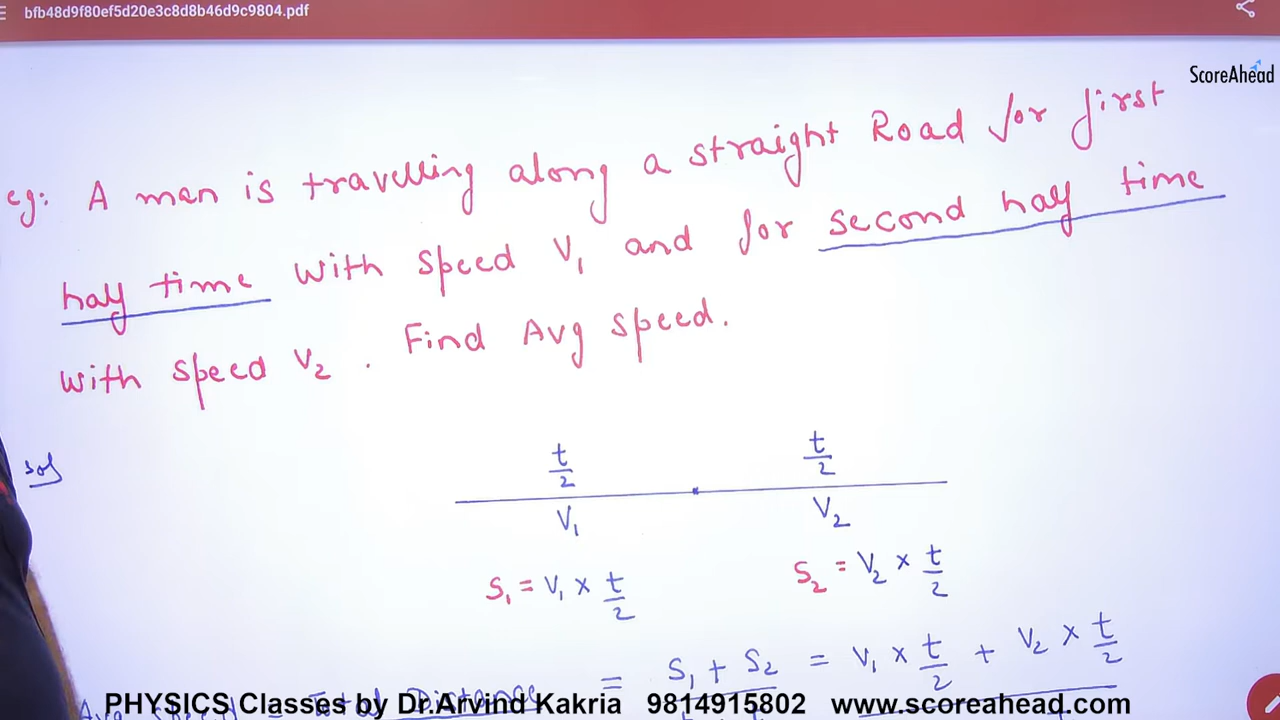 bfb48d9f80ef5d20e3c8d8b46d9c9804.pdf
ScoreAhead
eg: A man is travelling along a straight Road for first
half time with speed V₁ and for second half time
with speed V₂. Find Avg speed.
Sol
t/2 t/2
V₁ V₂
S₁ = V₁ × t/2 S₂ = V₂ × t/2
= S₁ + S₂ = V₁ × t/2 + V₂ × t/2
PHYSICS Classes by Dr.Arvind Kakria 9814915802 www.scoreahead.com